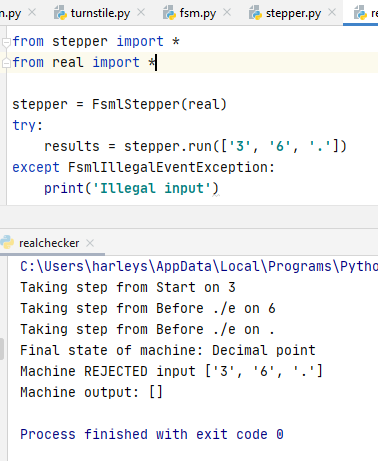 n.py turnstile.py fsm.py stepper.py re
from stepper import *
from real import *
stepper = FsmlStepper(real)
try:
results = stepper.run(['3', '6', '.'])
except FsmlIllegalEventException:
print('Illegal input')
realchecker
C:\Users\harleys\AppData\Local\Programs\Pytho
Taking step from Start on 3
Taking step from Before ./e on 6
Taking step from Before ./e on .
Final state of machine: Decimal point
Machine REJECTED input ['3', '6', '.']
Machine output: []
Process finished with exit code 0